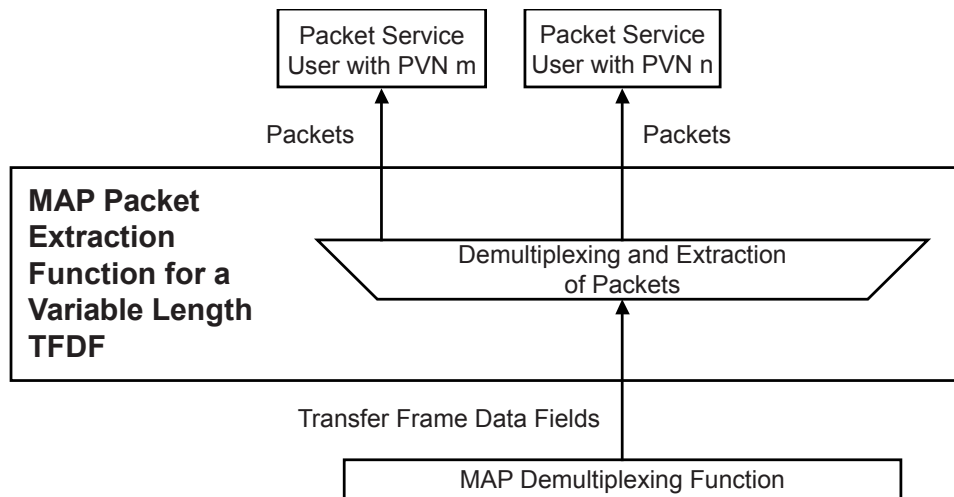 Packet Service
User with PVN m
Packet Service
User with PVN n
Packets
Packets
MAP Packet
Extraction
Function for a
Variable Length
TFDF
Demultiplexing and Extraction
of Packets
Transfer Frame Data Fields
MAP Demultiplexing Function